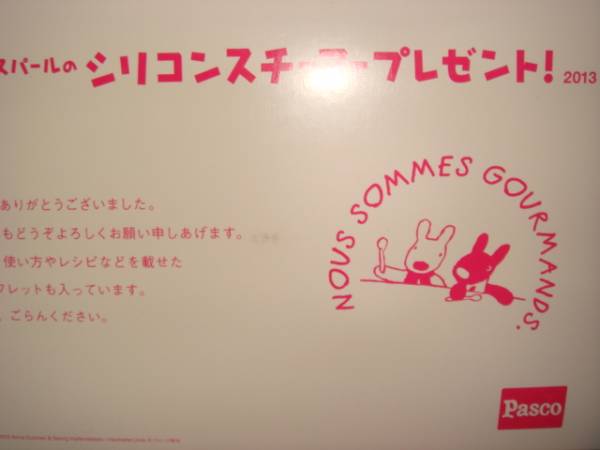 スパールの シリコンスチーマープレゼント! 2013
ありがとうございました。
もどうぞよろしくお願い申しあげます。
使い方やレシピなどを載せた
フレットも入っています。
ごらんください。
NOUS SOMMES GOURMANDS.
Pasco